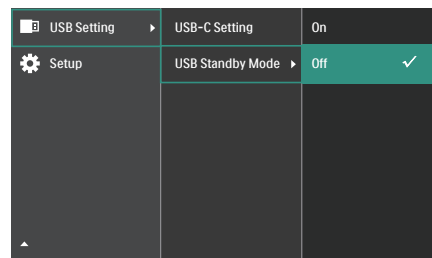 USB Setting
Setup
USB-C Setting
USB Standby Mode
On
Off